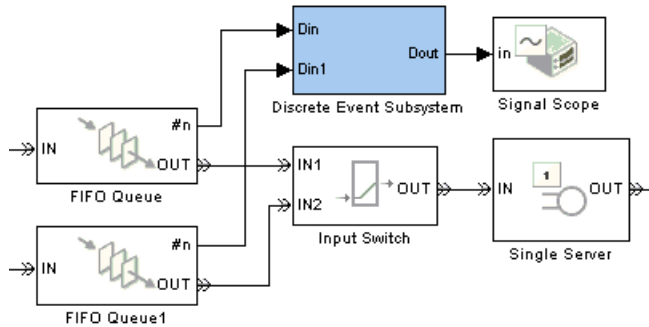 Din
Dout
Din1
Discrete Event Subsystem
in
Signal Scope
#n
IN
OUT
FIFO Queue
IN1
IN2
OUT
Input Switch
IN
1
OUT
Single Server
#n
IN
OUT
FIFO Queue1